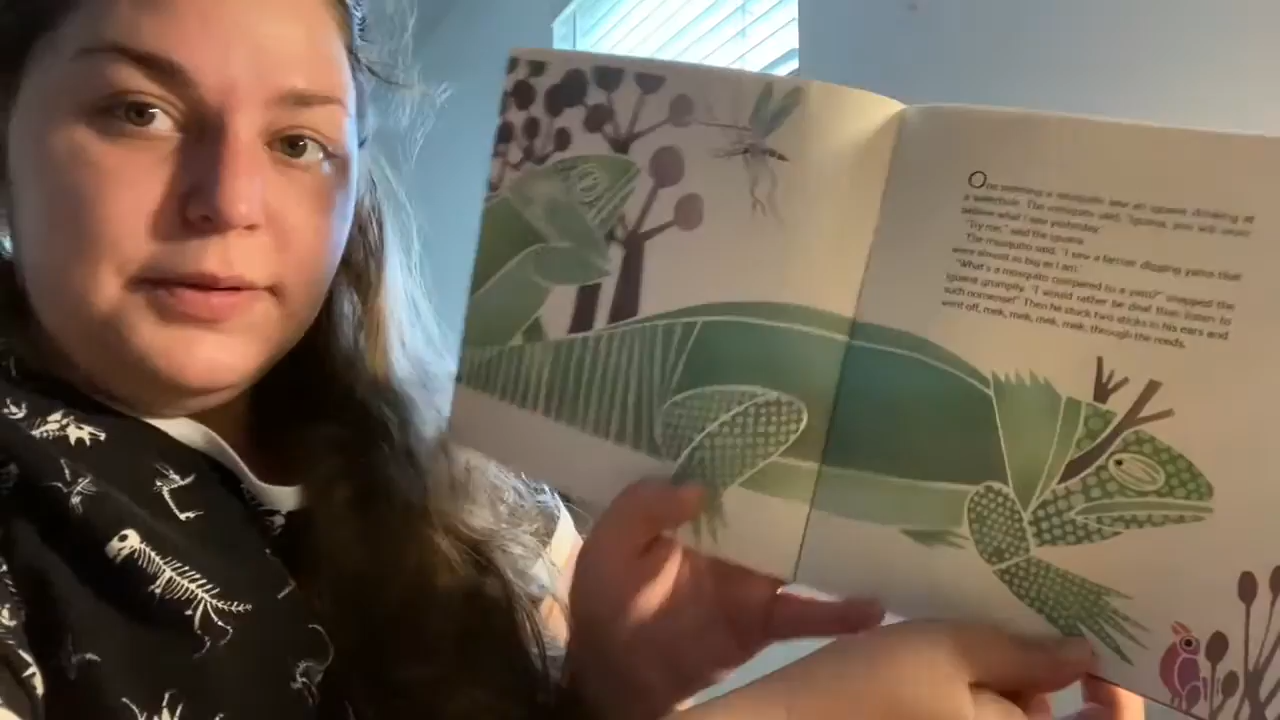 One morning a mosquito saw an iguana drinking at
a waterhole. The mosquito said, "Iguana, you will never
believe what I saw yesterday."
"Try me," said the iguana.
The mosquito said, "I saw a farmer digging yams that
were almost as big as I am."
"What's a mosquito compared to a yam?" snapped the
iguana grumpily. "I would rather be deaf than listen to
such nonsense!" Then he stuck two sticks in his ears and
went off, mek, mek, mek, mek, through the reeds.